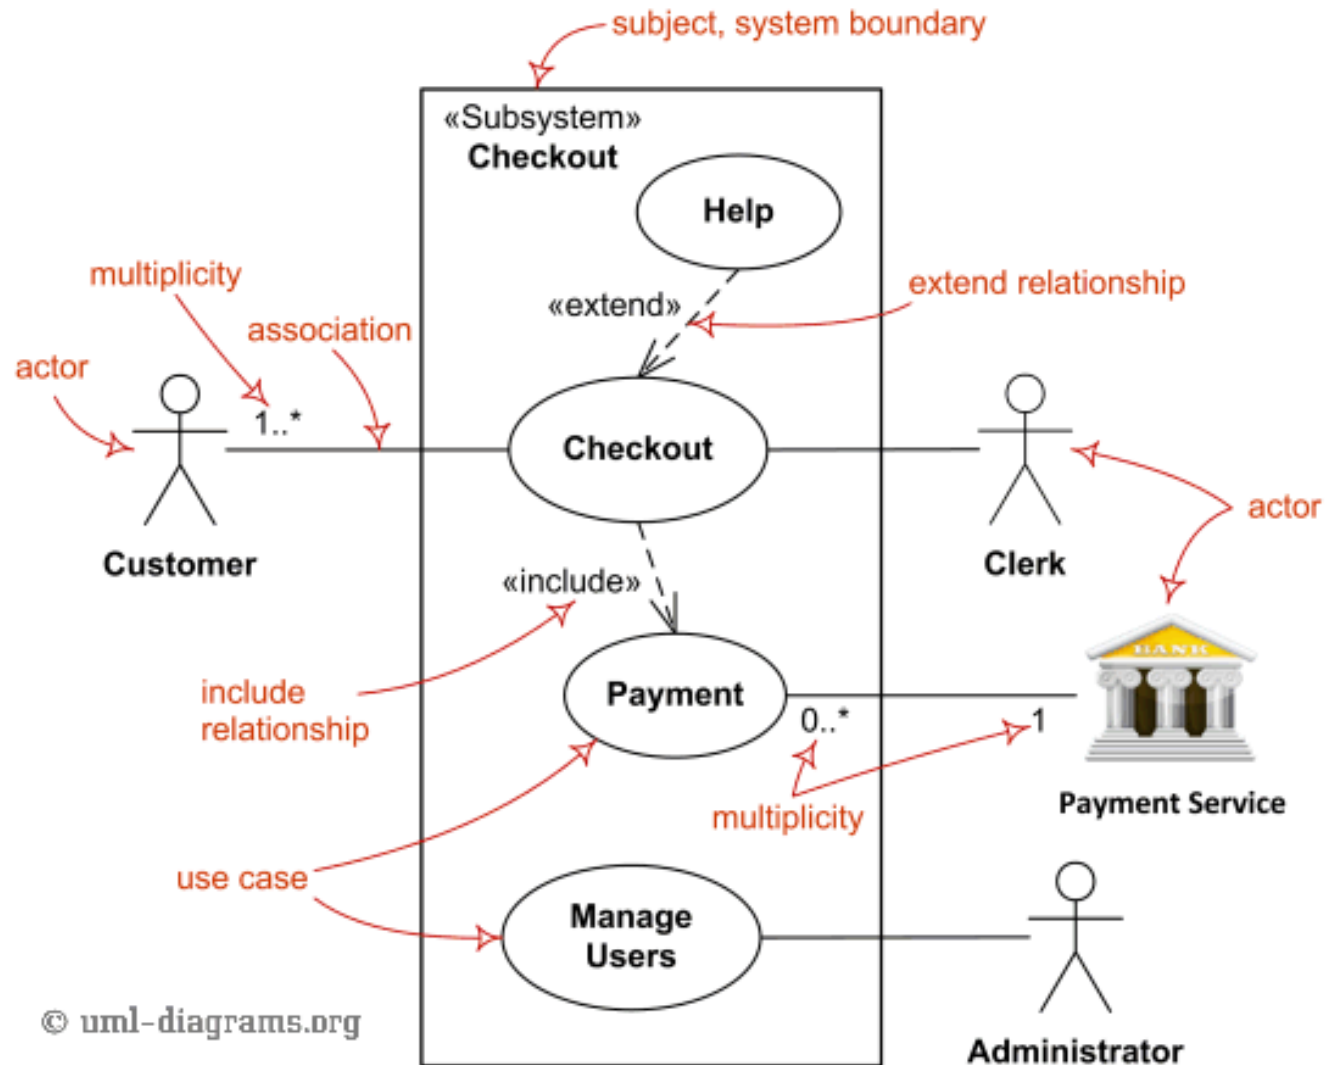 subject, system boundary
«Subsystem»
Checkout
Help
multiplicity
«extend»
extend relationship
association
actor
1..*
Checkout
actor
Customer
Clerk
«include»
BANK
include
relationship
Payment
0..*
1
multiplicity
Payment Service
use case
Manage
Users
© uml-diagrams.org
Administrator